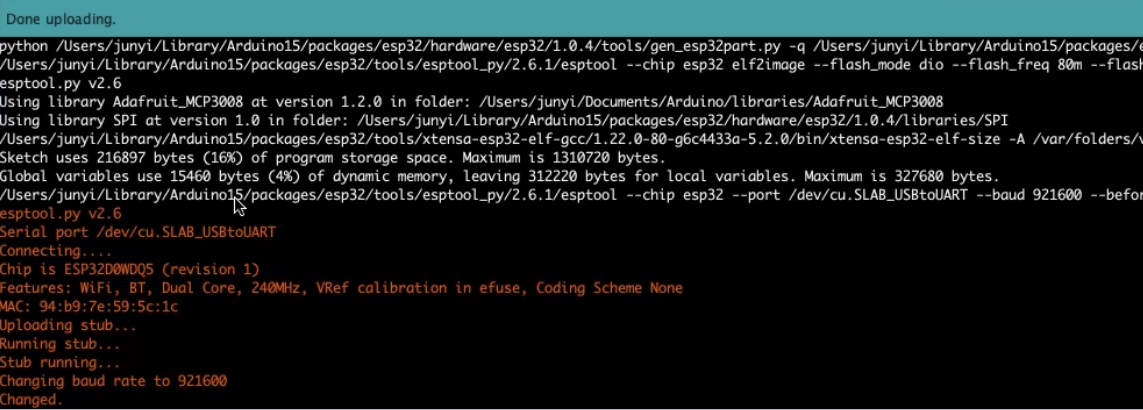 Done uploading.
python /Users/junyi/Library/Arduino15/packages/esp32/hardware/esp32/1.0.4/tools/gen_esp32part.py -q /Users/junyi/Library/Arduino15/packages/e
/Users/junyi/Library/Arduino15/packages/esp32/tools/esptool_py/2.6.1/esptool --chip esp32 elf2image --flash_mode dio --flash_freq 80m --flash
esptool.py v2.6
Using library Adafruit_MCP3008 at version 1.2.0 in folder: /Users/junyi/Documents/Arduino/libraries/Adafruit_MCP3008
Using library SPI at version 1.0 in folder: /Users/junyi/Library/Arduino15/packages/esp32/hardware/esp32/1.0.4/libraries/SPI
/Users/junyi/Library/Arduino15/packages/esp32/tools/xtensa-esp32-elf-gcc/1.22.0-80-g6c4433a-5.2.0/bin/xtensa-esp32-elf-size -A /var/folders/v
Sketch uses 216897 bytes (16%) of program storage space. Maximum is 1310720 bytes.
Global variables use 15460 bytes (4%) of dynamic memory, leaving 312220 bytes for local variables. Maximum is 327680 bytes.
/Users/junyi/Library/Arduino15/packages/esp32/tools/esptool_py/2.6.1/esptool --chip esp32 --port /dev/cu.SLAB_USBtoUART --baud 921600 --befor
esptool.py v2.6
Serial port /dev/cu.SLAB_USBtoUART
Connecting....
Chip is ESP32D0WDQ5 (revision 1)
Features: WiFi, BT, Dual Core, 240MHz, VRef calibration in efuse, Coding Scheme None
MAC: 94:b9:7e:59:5c:1c
Uploading stub...
Running stub...
Stub running...
Changing baud rate to 921600
Changed.